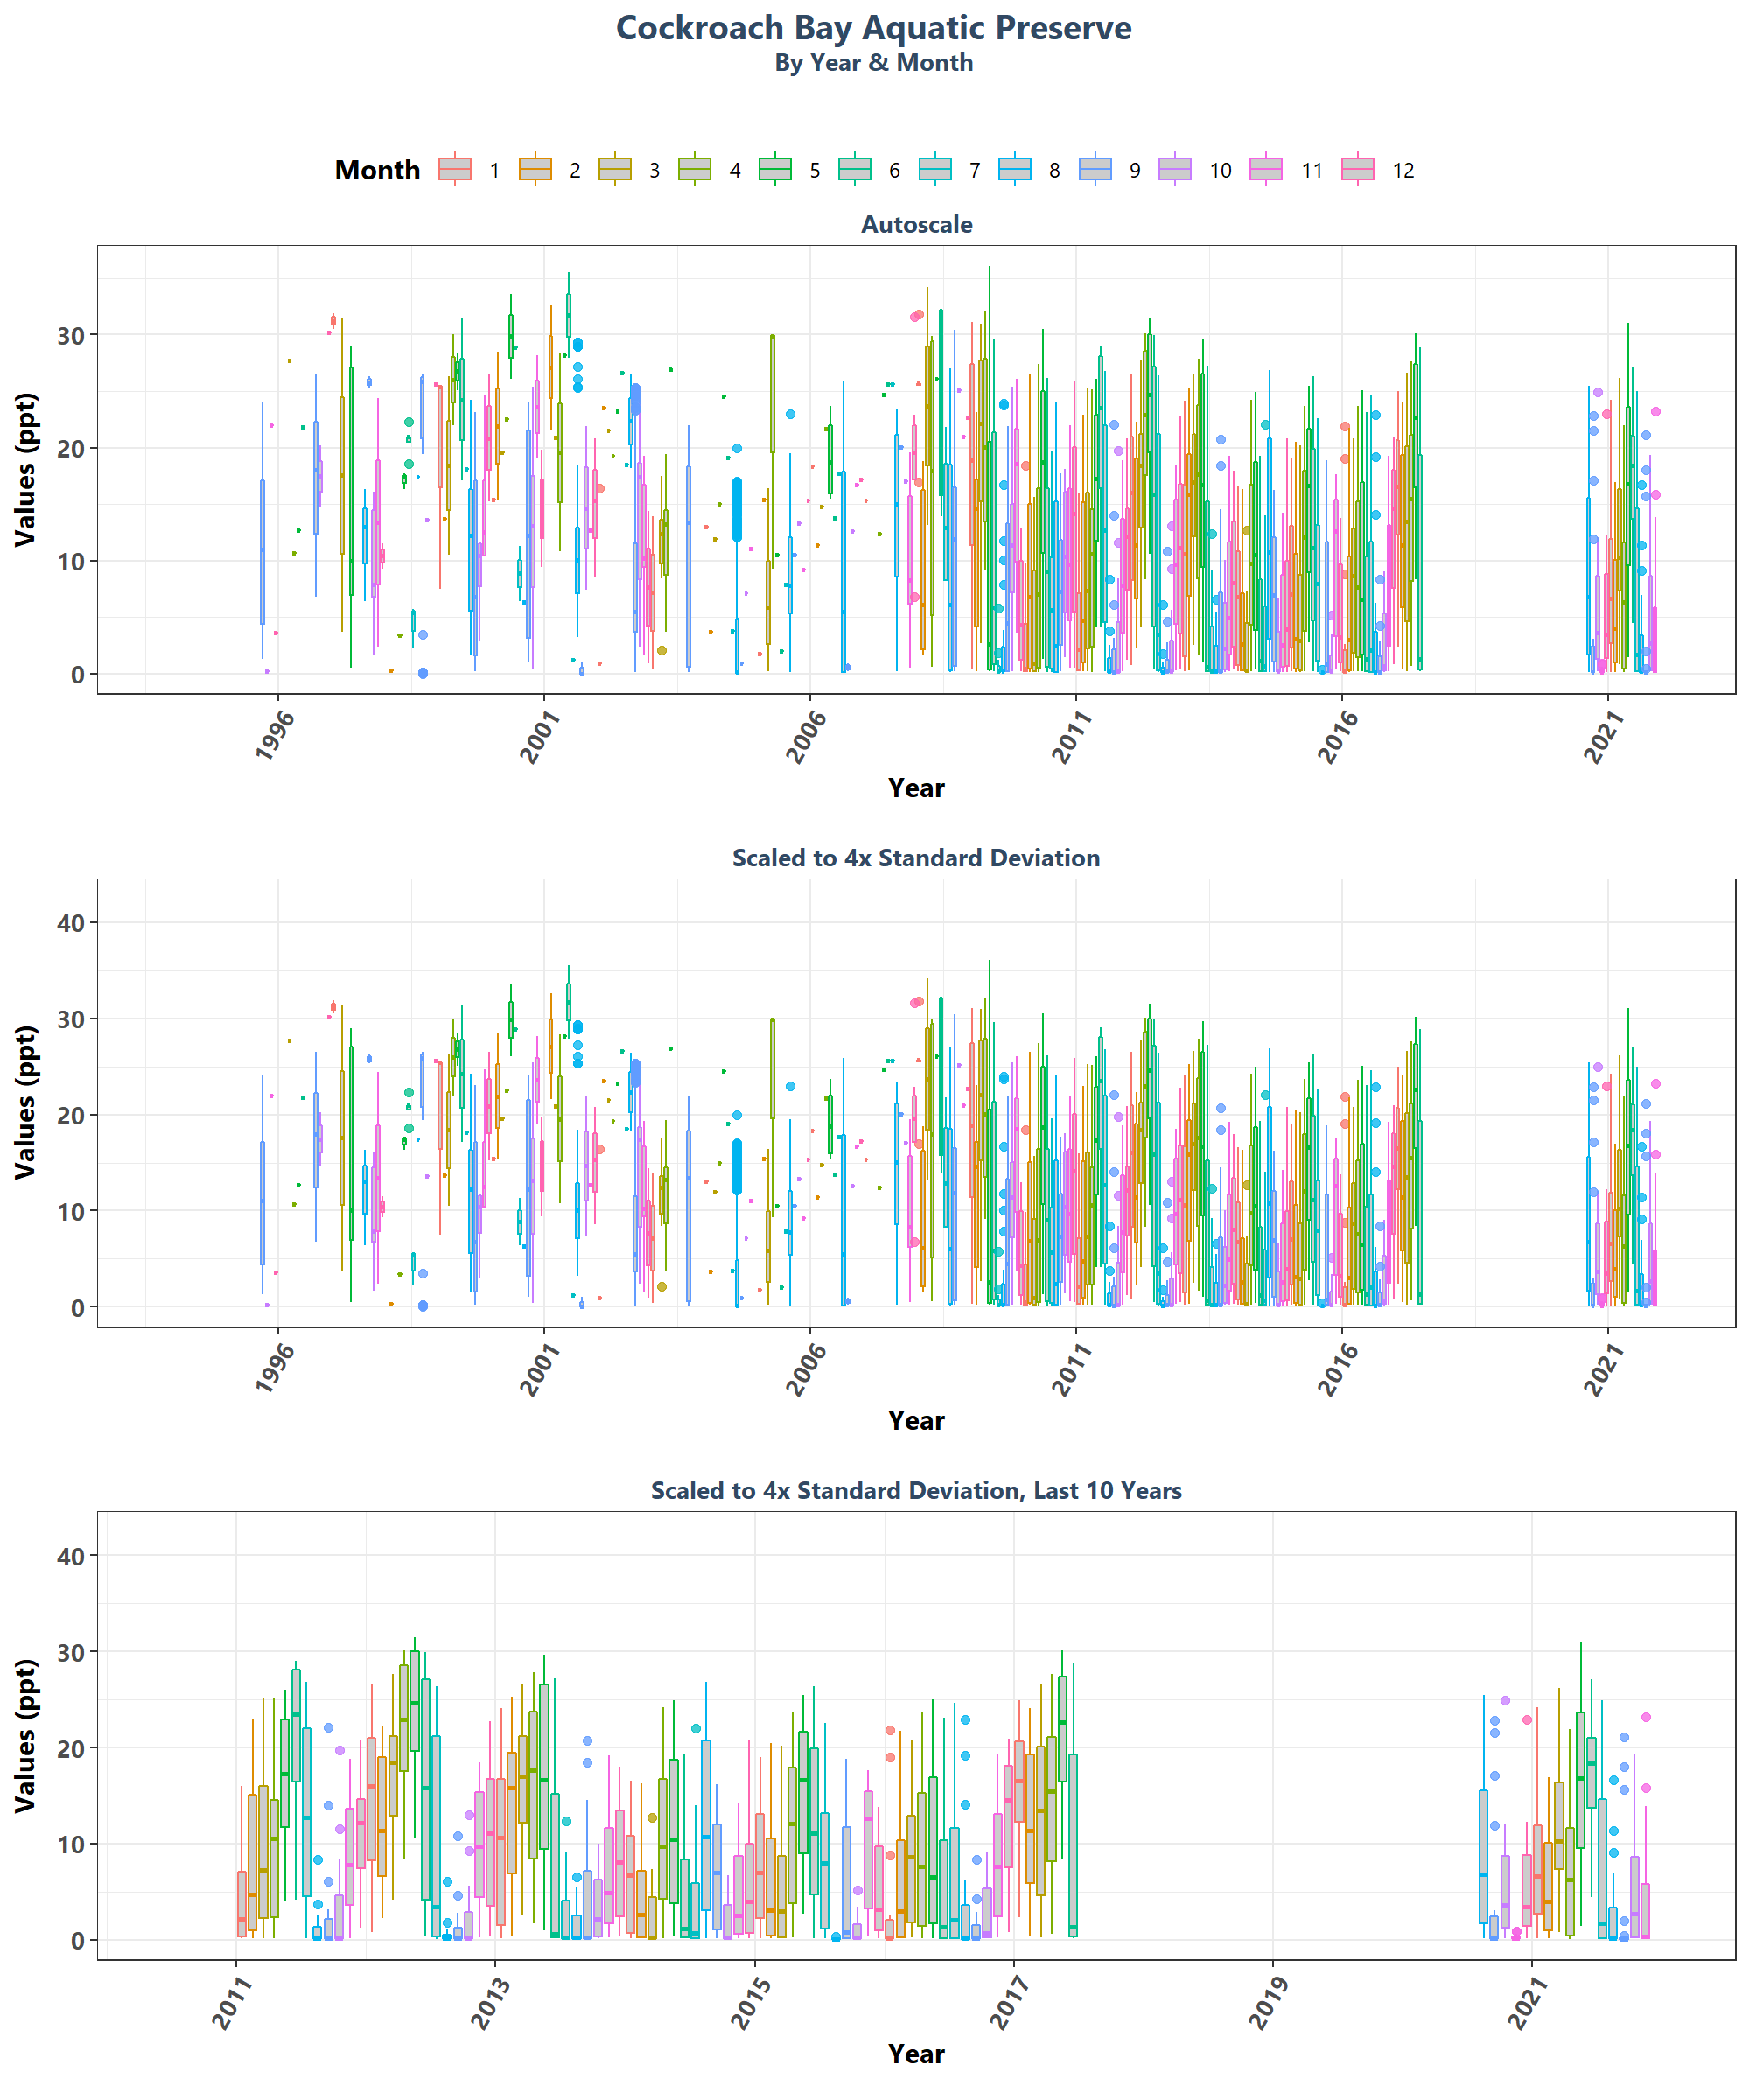 Cockroach Bay Aquatic Preserve
By Year & Month
Month 1 2 3 4 5 6 7 8 9 10 11 12
Autoscale
Values (ppt)
30
20
10
0
1996 2001 2006 2011 2016 2021
Year
Scaled to 4x Standard Deviation
Values (ppt)
40
30
20
10
0
1996 2001 2006 2011 2016 2021
Year
Scaled to 4x Standard Deviation, Last 10 Years
Values (ppt)
40
30
20
10
0
2011 2013 2015 2017 2019 2021
Year